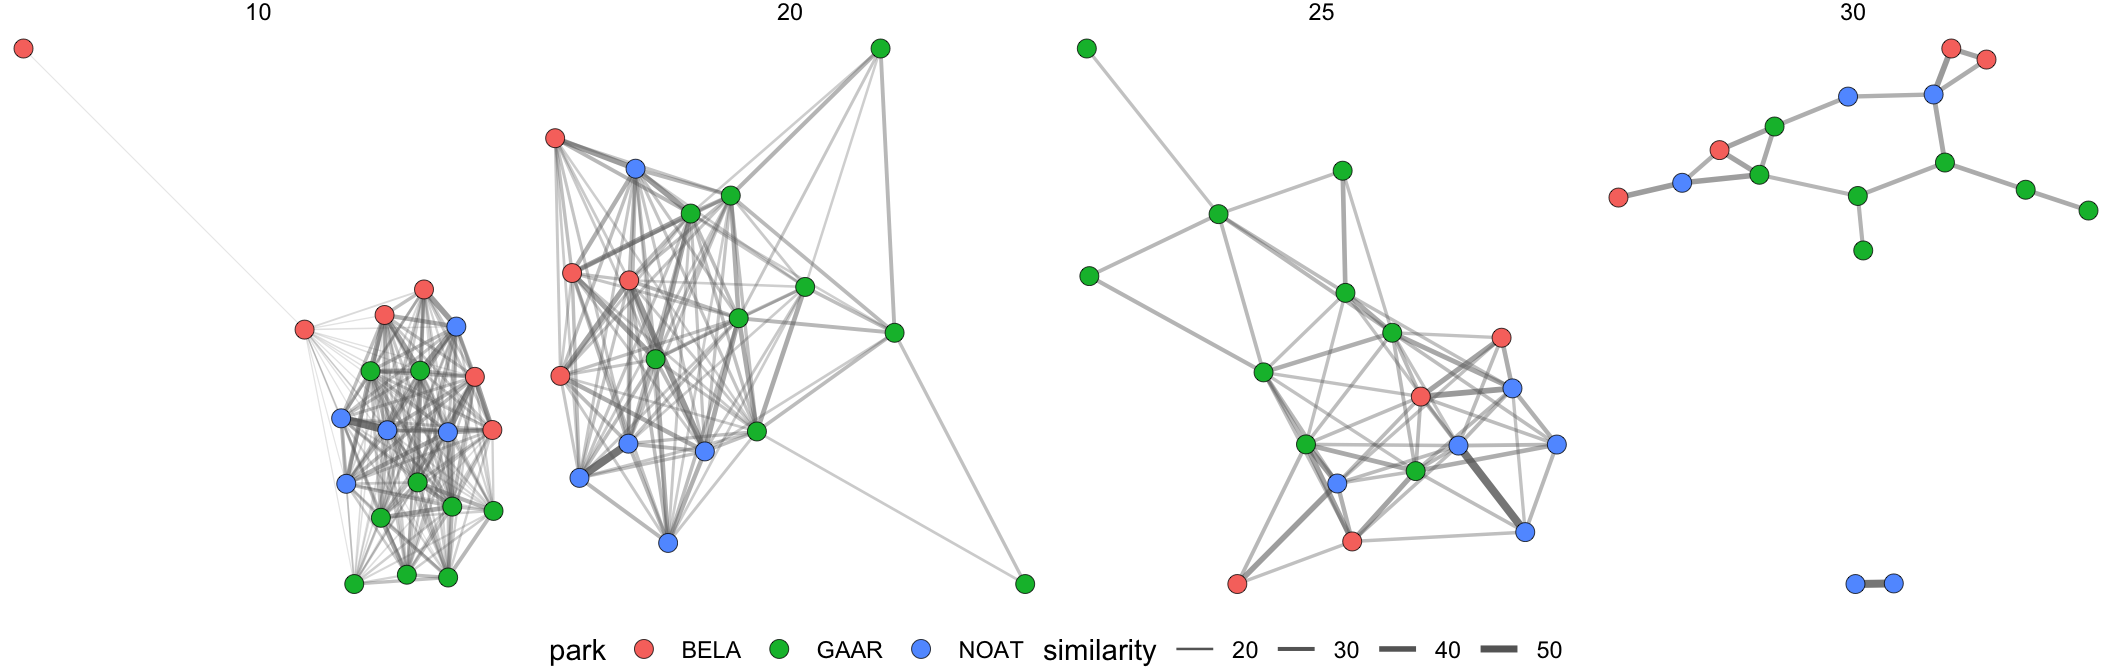 10 20 25 30
park BELA GAAR NOAT similarity 20 30 40 50